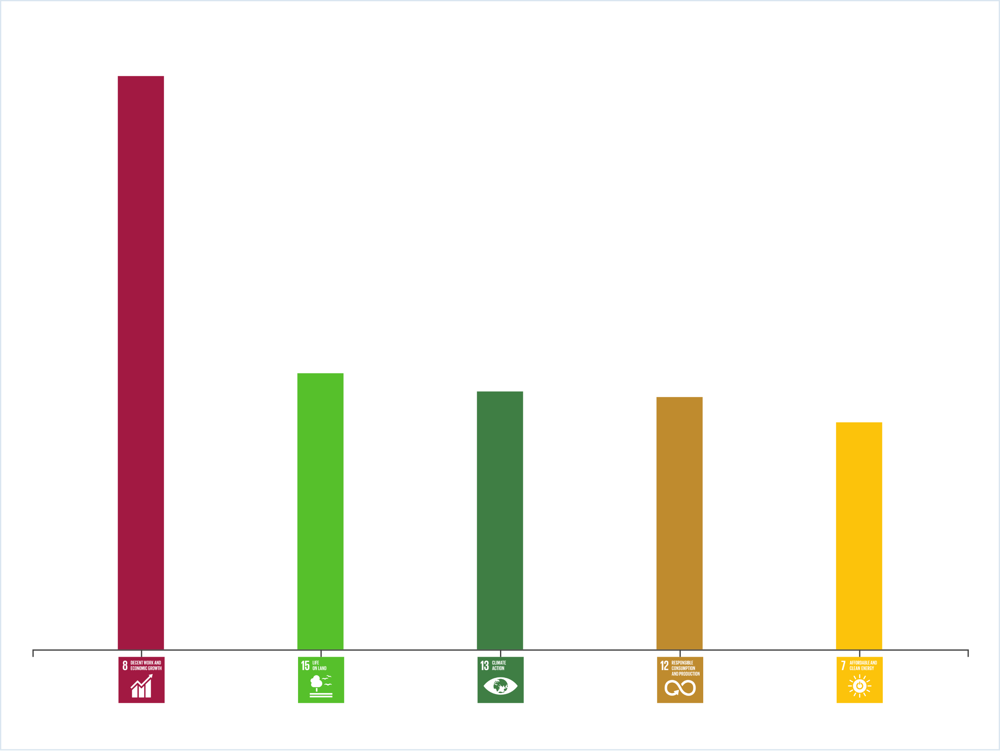 8 DECENT WORK AND
ECONOMIC GROWTH
15 LIFE
ON LAND
13 CLIMATE
ACTION
12 RESPONSIBLE
CONSUMPTION
AND PRODUCTION
7 AFFORDABLE AND
CLEAN ENERGY